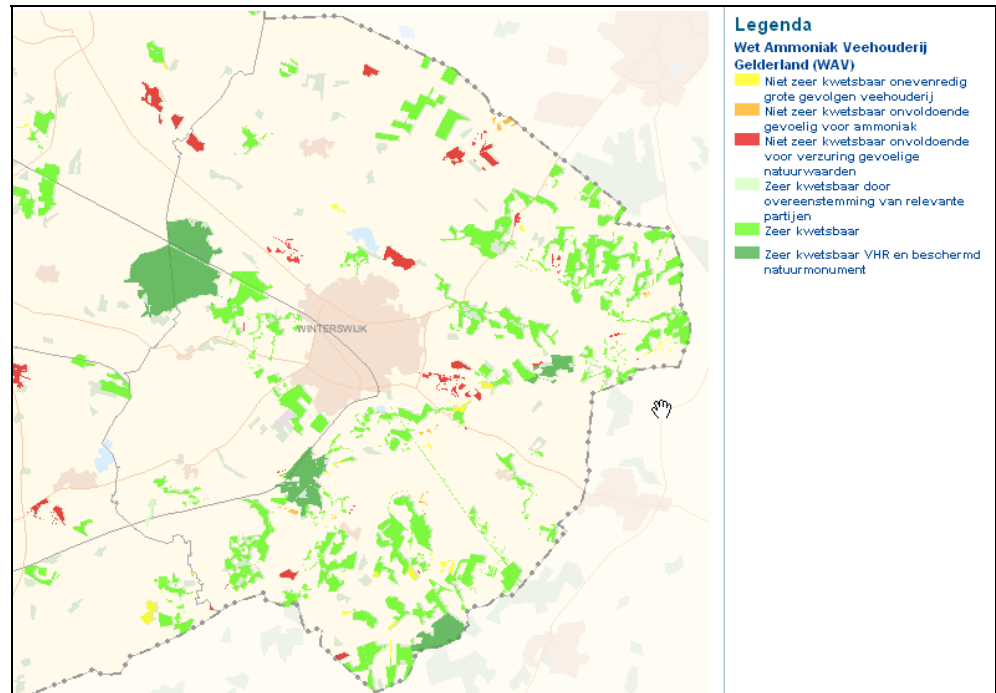 WINTERSWIJK
Legenda
Wet Ammoniak Veehouderij
Gelderland (WAV)
Niet zeer kwetsbaar onevenredig
grote gevolgen veehouderij
Niet zeer kwetsbaar onvoldoende
gevoelig voor ammoniak
Niet zeer kwetsbaar onvoldoende
voor verzuring gevoelige
natuurwaarden
Zeer kwetsbaar door
overeenstemming van relevante
partijen
Zeer kwetsbaar
Zeer kwetsbaar VHR en beschermd
natuurmonument